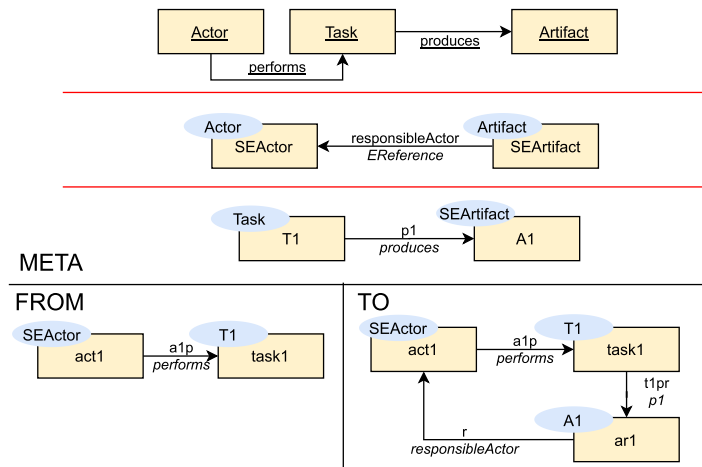 Actor
Task
produces
Artifact
performs
Actor
SEActor
responsibleActor
EReference
Artifact
SEArtifact
Task
T1
p1
produces
SEArtifact
A1
META
FROM
SEActor
act1
a1p
performs
T1
task1
TO
SEActor
act1
a1p
performs
T1
task1
t1pr
p1
r
responsibleActor
A1
ar1